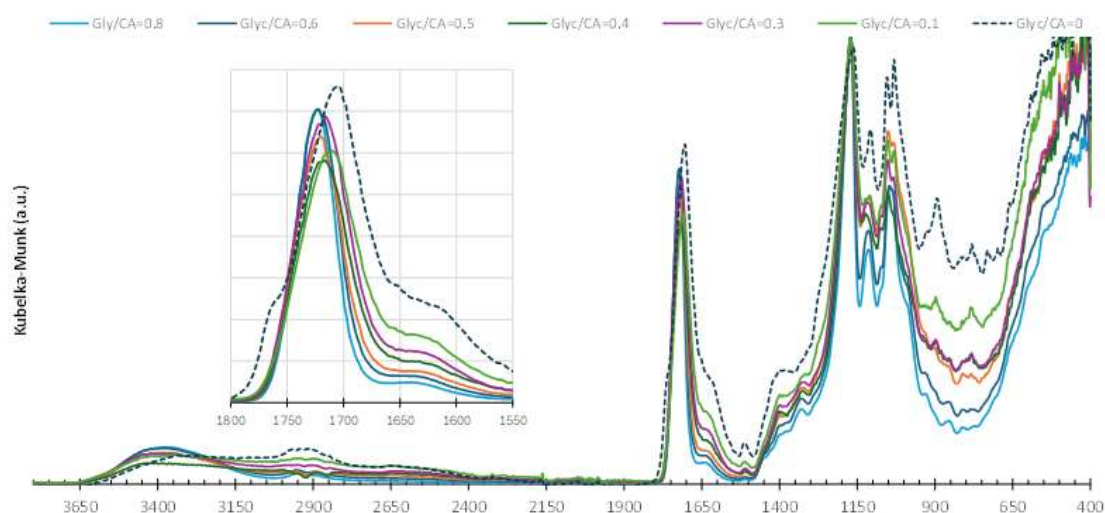 Gly/CA=0.8 Glyc/CA=0.6 Glyc/CA=0.5 Glyc/CA=0.4 Glyc/CA=0.3 Glyc/CA=0.1 Glyc/CA=0
Kubelka-Munk (a.u.)
1800 1750 1700 1650 1600 1550
3650 3400 3150 2900 2650 2400 2150 1900 1650 1400 1150 900 650 400